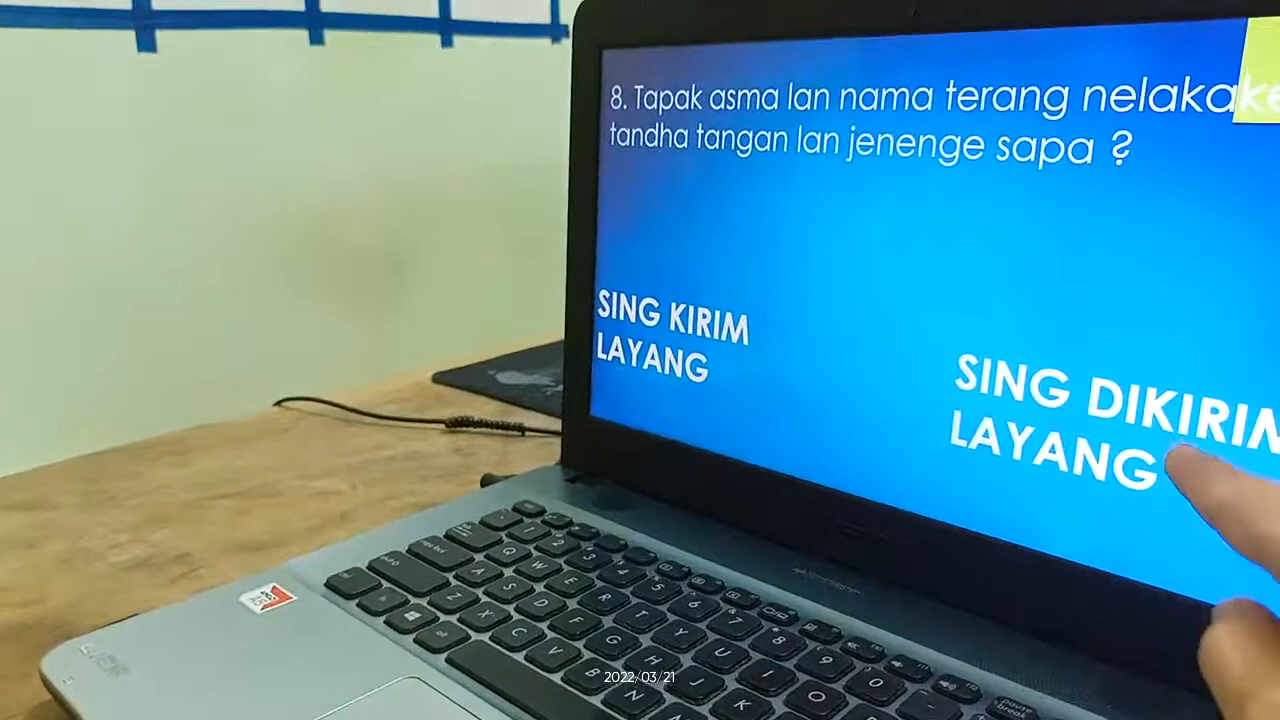 8. Tapak asma lan nama terang nelakake
tandha tangan lan jenenge sapa ?
SING KIRIM
LAYANG
SING DIKIRIM
LAYANG
2022/03/21